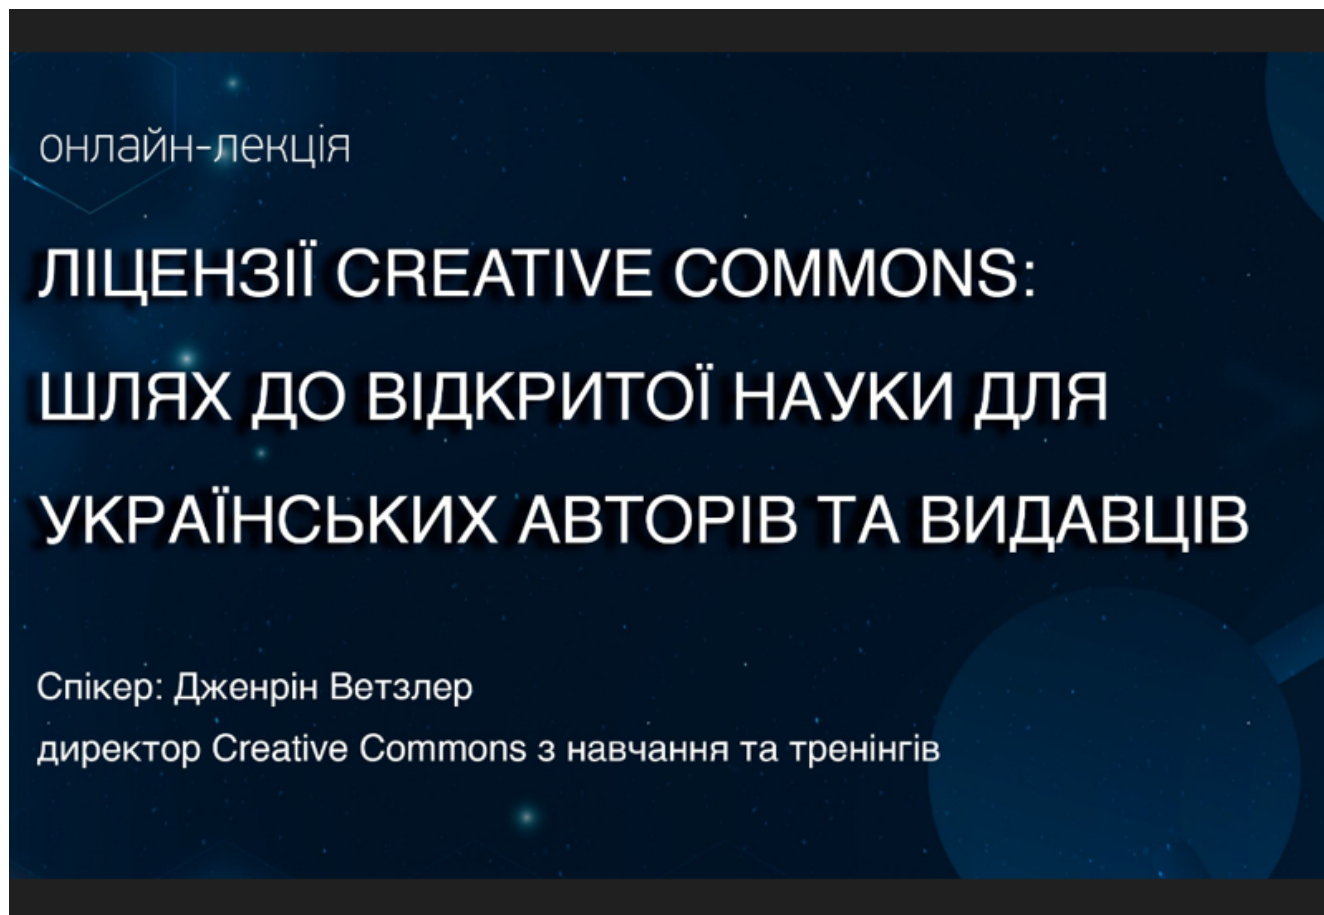 онлайн-лекція
ЛІЦЕНЗІЇ CREATIVE COMMONS:
ШЛЯХ ДО ВІДКРИТОЇ НАУКИ ДЛЯ
УКРАЇНСЬКИХ АВТОРІВ ТА ВИДАВЦІВ
Спікер: Дженрін Ветзлер
директор Creative Commons з навчання та тренінгів